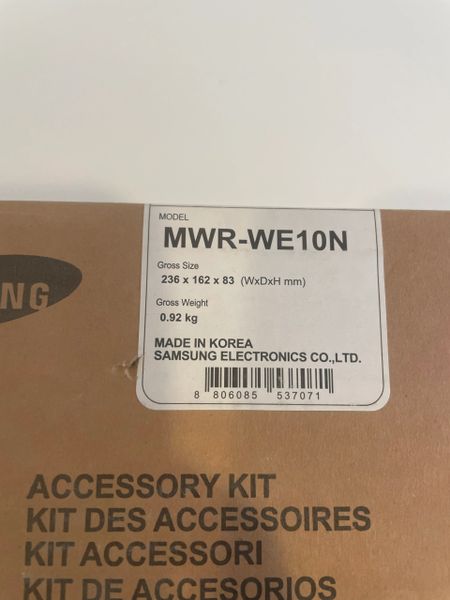 MODEL
MWR-WE10N
Gross Size
236 x 162 x 83 (WxDxH mm)
Gross Weight
0.92 kg
MADE IN KOREA
SAMSUNG ELECTRONICS CO.,LTD.
8 806085 537071
NG
ACCESSORY KIT
KIT DES ACCESSOIRES
KIT ACCESSORI
KIT DE ACCESORIOS